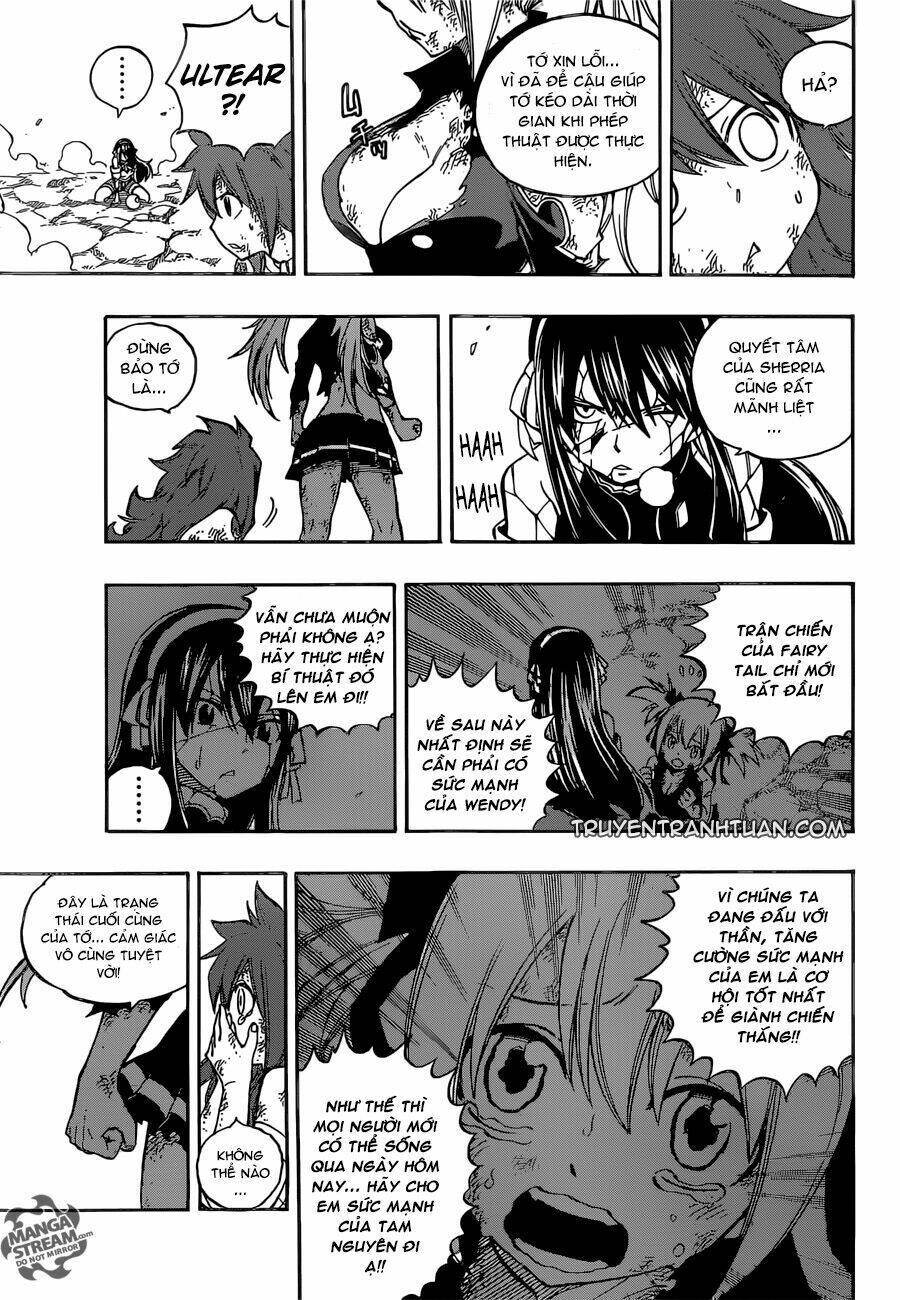 HẢ?
TỚ XIN LỖI...
VÌ ĐÃ ĐỂ CẬU GIÚP
TỚ KÉO DÀI THỜI
GIAN KHI PHÉP
THUẬT ĐƯỢC THỰC
HIỆN.
ULTEAR
?!
QUYẾT TÂM
CỦA SHERRIA
CŨNG RẤT
MÃNH LIỆT
...
HAAH
HAAH
ĐỪNG
BẢO TỚ
LÀ...
TRẬN CHIẾN
CỦA FAIRY
TAIL CHỈ MỚI
BẮT ĐẦU!
VỀ SAU NÀY
NHẤT ĐỊNH SẼ
CẦN PHẢI CÓ
SỨC MẠNH
CỦA WENDY!
VẪN CHƯA MUỘN
PHẢI KHÔNG Ạ?
HÃY THỰC HIỆN
BÍ THUẬT ĐÓ
LÊN EM ĐI!!
TRUYENTRANHTUAN.COM
VÌ CHÚNG TA
ĐANG ĐẤU VỚI
THẦN, TĂNG
CƯỜNG SỨC MẠNH
CỦA EM LÀ CƠ
HỘI TỐT NHẤT
ĐỂ GIÀNH CHIẾN
THẮNG!!
NHƯ THẾ THÌ
MỌI NGƯỜI MỚI
CÓ THỂ SỐNG
QUA NGÀY HÔM
NAY... HÃY CHO
EM SỨC MẠNH
CỦA TAM
NGUYÊN ĐI
Ạ!!
KHÔNG
THỂ NÀO
...
ĐÂY LÀ TRẠNG
THÁI CUỐI CÙNG
CỦA TỚ... CẢM GIÁC
VÔ CÙNG TUYỆT
VỜI!
MANGA
STREAM.com
DO NOT MIRROR